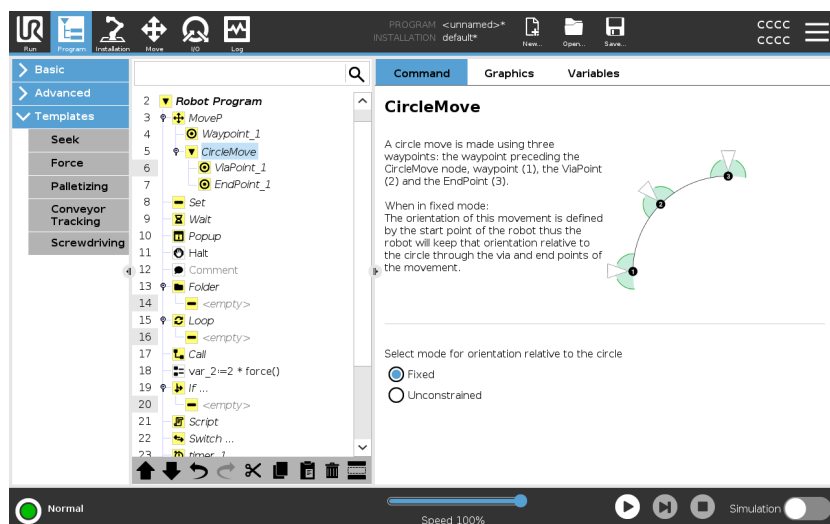 PROGRAM <unnamed>*
INSTALLATION default*
CCCC
CCCC
Run
Program
Installation
Move
I/O
Log
New...
Open...
Save...
Basic
Advanced
Templates
Seek
Force
Palletizing
Conveyor
Tracking
Screwdriving
2 Robot Program
3 MoveP
4 Waypoint_1
5 CircleMove
6 ViaPoint_1
7 EndPoint_1
8 Set
9 Wait
10 Popup
11 Halt
12 Comment
13 Folder
14 <empty>
15 Loop
16 <empty>
17 Call
18 var_2:=2 * force()
19 If ...
20 <empty>
21 Script
22 Switch ...
23 timer_1
Command
Graphics
Variables
CircleMove
A circle move is made using three
waypoints: the waypoint preceding the
CircleMove node, waypoint (1), the ViaPoint
(2) and the EndPoint (3).
When in fixed mode:
The orientation of this movement is defined
by the start point of the robot thus the
robot will keep that orientation relative to
the circle through the via and end points of
the movement.
3
2
1
Select mode for orientation relative to the circle
Fixed
Unconstrained
Normal
Speed 100%
Simulation